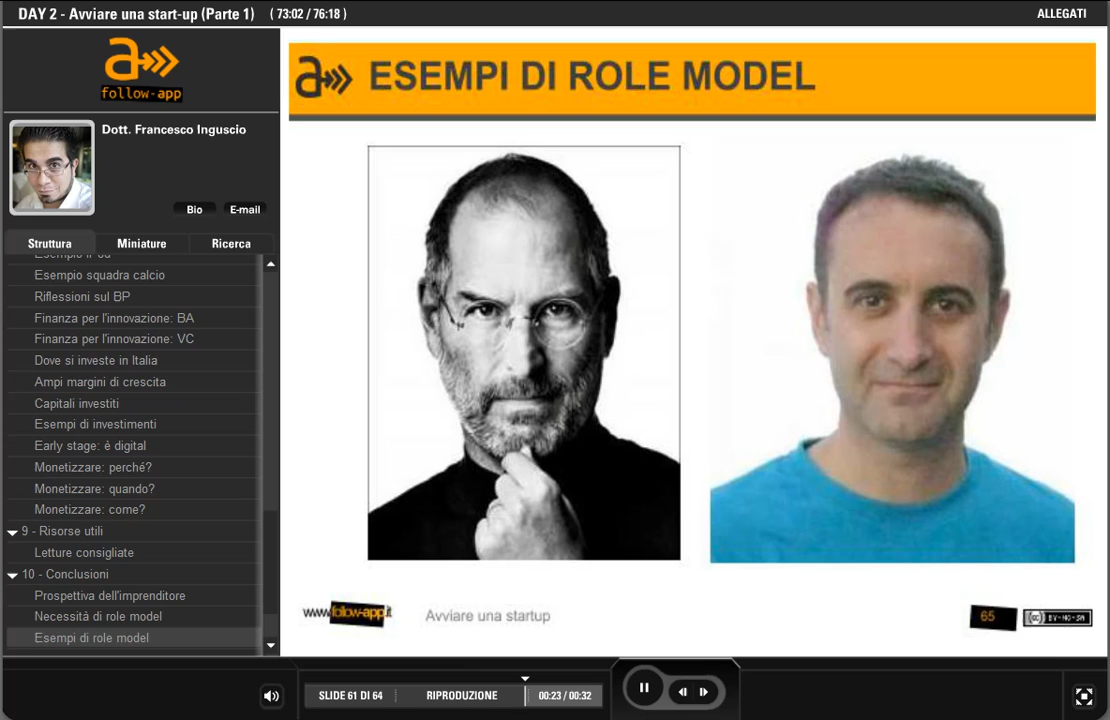 DAY 2 - Avviare una start-up (Parte 1) ( 73:02 / 76:18 )
ALLEGATI
a
follow-app
Dott. Francesco Inguscio
Bio
E-mail
Struttura
Miniature
Ricerca
Esempio squadra calcio
Riflessioni sul BP
Finanza per l'innovazione: BA
Finanza per l'innovazione: VC
Dove si investe in Italia
Ampi margini di crescita
Capitali investiti
Esempi di investimenti
Early stage: è digital
Monetizzare: perché?
Monetizzare: quando?
Monetizzare: come?
9 - Risorse utili
Letture consigliate
10 - Conclusioni
Prospettiva dell'imprenditore
Necessità di role model
Esempi di role model
a ESEMPI DI ROLE MODEL
www.follow-app.it
Avviare una startup
65
(cc) BY-NC-SA
SLIDE 61 DI 64
RIPRODUZIONE
00:23 / 00:32